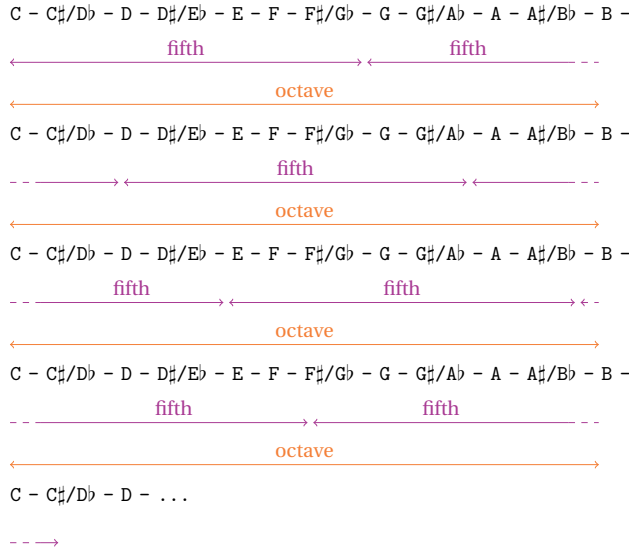 C – C♯/D♭ – D – D♯/E♭ – E – F – F♯/G♭ – G – G♯/A♭ – A – A♯/B♭ – B –
fifth fifth
octave
C – C♯/D♭ – D – D♯/E♭ – E – F – F♯/G♭ – G – G♯/A♭ – A – A♯/B♭ – B –
fifth
octave
C – C♯/D♭ – D – D♯/E♭ – E – F – F♯/G♭ – G – G♯/A♭ – A – A♯/B♭ – B –
fifth fifth
octave
C – C♯/D♭ – D – D♯/E♭ – E – F – F♯/G♭ – G – G♯/A♭ – A – A♯/B♭ – B –
fifth fifth
octave
C – C♯/D♭ – D – ...